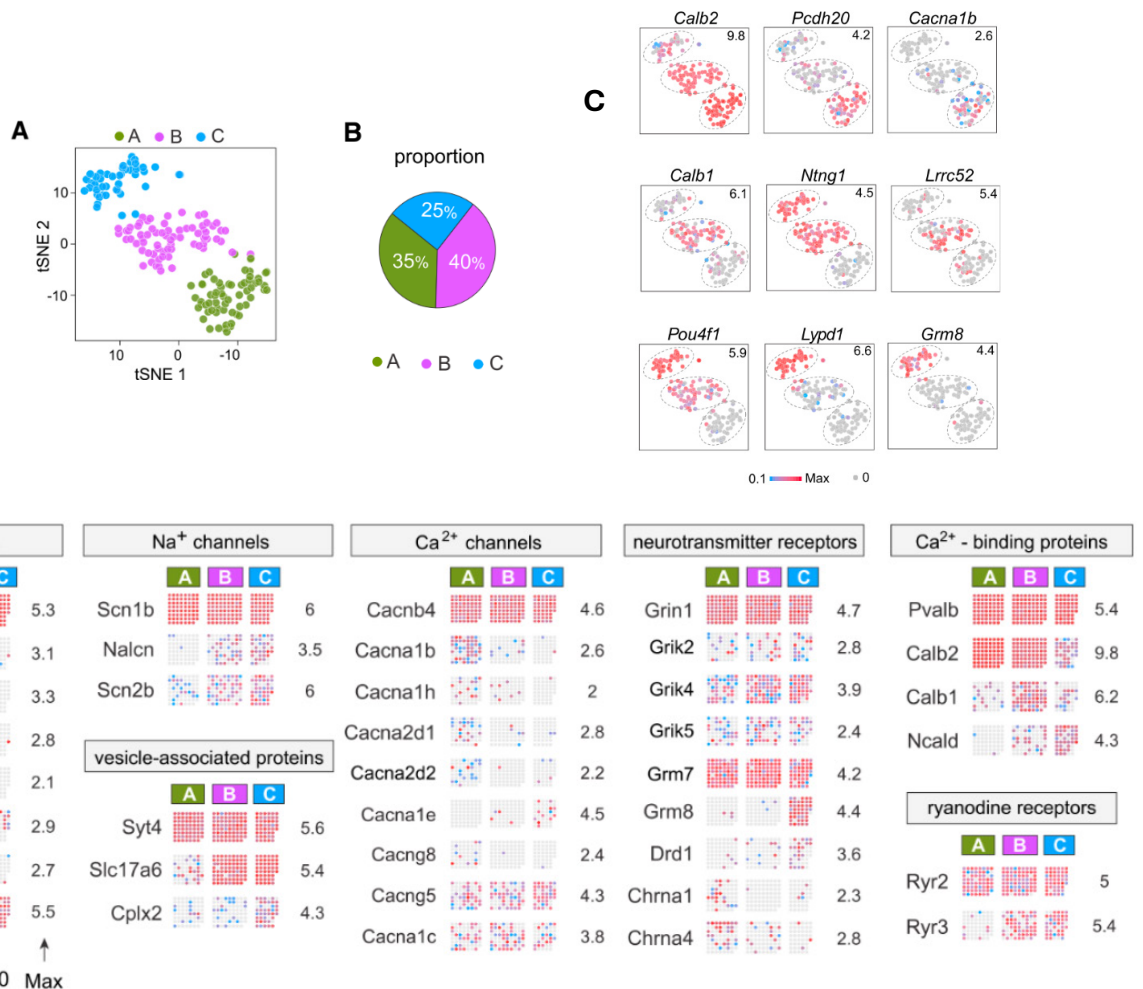 Calb2 Pcdh20 Cacna1b
9.8 4.2 2.6
C
A
A B C
tSNE 2
10
0
-10
10 0 -10
tSNE 1
B
proportion
25%
35% 40%
A B C
Calb1 Ntng1 Lrrc52
6.1 4.5 5.4
Pou4f1 Lypd1 Grm8
5.9 6.6 4.4
0.1 Max 0
C
5.3
3.1
3.3
2.8
2.1
2.9
2.7
5.5
0 Max
Na+ channels
A B C
Scn1b 6
Nalcn 3.5
Scn2b 6
vesicle-associated proteins
A B C
Syt4 5.6
Slc17a6 5.4
Cplx2 4.3
Ca2+ channels
A B C
Cacnb4 4.6
Cacna1b 2.6
Cacna1h 2
Cacna2d1 2.8
Cacna2d2 2.2
Cacna1e 4.5
Cacng8 2.4
Cacng5 4.3
Cacna1c 3.8
neurotransmitter receptors
A B C
Grin1 4.7
Grik2 2.8
Grik4 3.9
Grik5 2.4
Grm7 4.2
Grm8 4.4
Drd1 3.6
Chrna1 2.3
Chrna4 2.8
Ca2+ - binding proteins
A B C
Pvalb 5.4
Calb2 9.8
Calb1 6.2
Ncald 4.3
ryanodine receptors
A B C
Ryr2 5
Ryr3 5.4